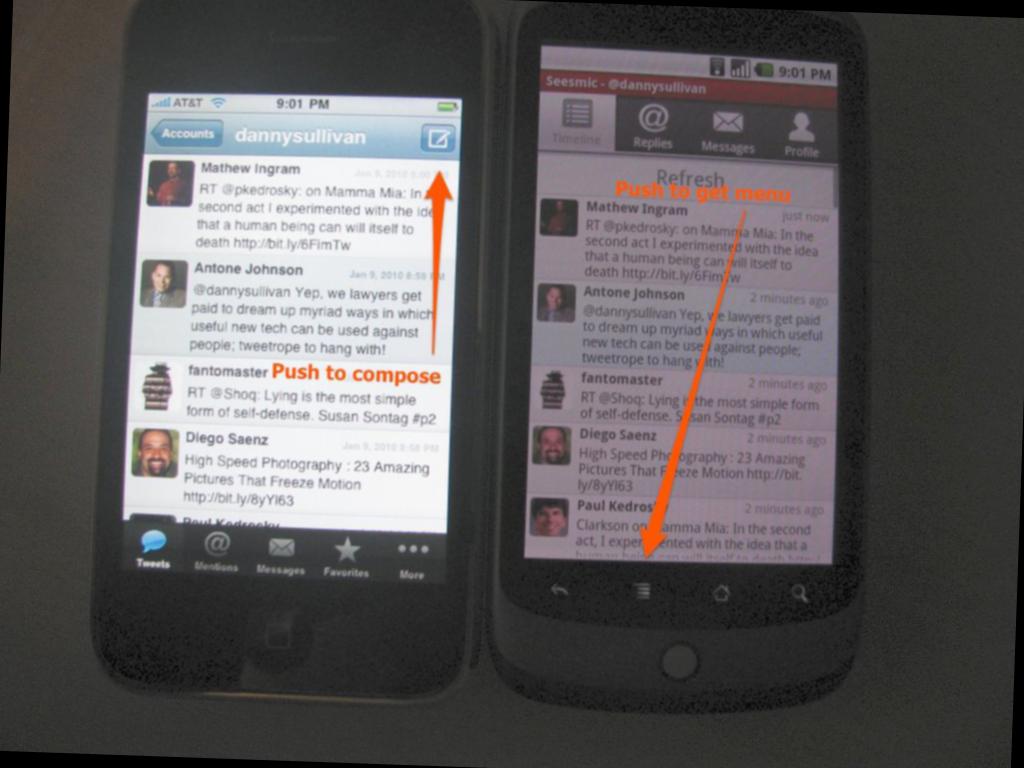 AT&T 9:01 PM
Accounts dannysullivan
Mathew Ingram
RT @pkedrosky: on Mamma Mia: In
second act I experimented with the ide
that a human being can will itself to
death http://bit.ly/6FimTw
Antone Johnson Jan 9, 2010 8:59 PM
@dannysullivan Yep, we lawyers get
paid to dream up myriad ways in which
useful new tech can be used against
people; tweetrope to hang with!
fantomaster
Push to compose
RT @Shoq: Lying is the most simple
form of self-defense. Susan Sontag #p2
Diego Saenz Jan 9, 2010 8:58 PM
High Speed Photography : 23 Amazing
Pictures That Freeze Motion
http://bit.ly/8yYl63
Paul Kedrosky
Tweets Mentions Messages Favorites More
9:01 PM
Seesmic - @dannysullivan
Timeline Replies Messages Profile
Refresh
Push to get menu
Mathew Ingram just now
RT @pkedrosky: on Mamma Mia: In the
second act I experimented with the idea
that a human being can will itself to
death http://bit.ly/6FimTw
Antone Johnson 2 minutes ago
@dannysullivan Yep, we lawyers get
paid to dream up myriad ways in which
useful new tech can be used against people;
tweetrope to hang with!
fantomaster 2 minutes ago
RT @Shoq: Lying is the most simple form
of self-defense. Susan Sontag #p2
Diego Saenz 2 minutes ago
High Speed Photography : 23 Amazing
Pictures That Freeze Motion http://bit.
ly/8yYl63
Paul Kedrosky 2 minutes ago
Clarkson on Mamma Mia: In the second
act, I experimented with the idea that a
human being can will itself to death http:/